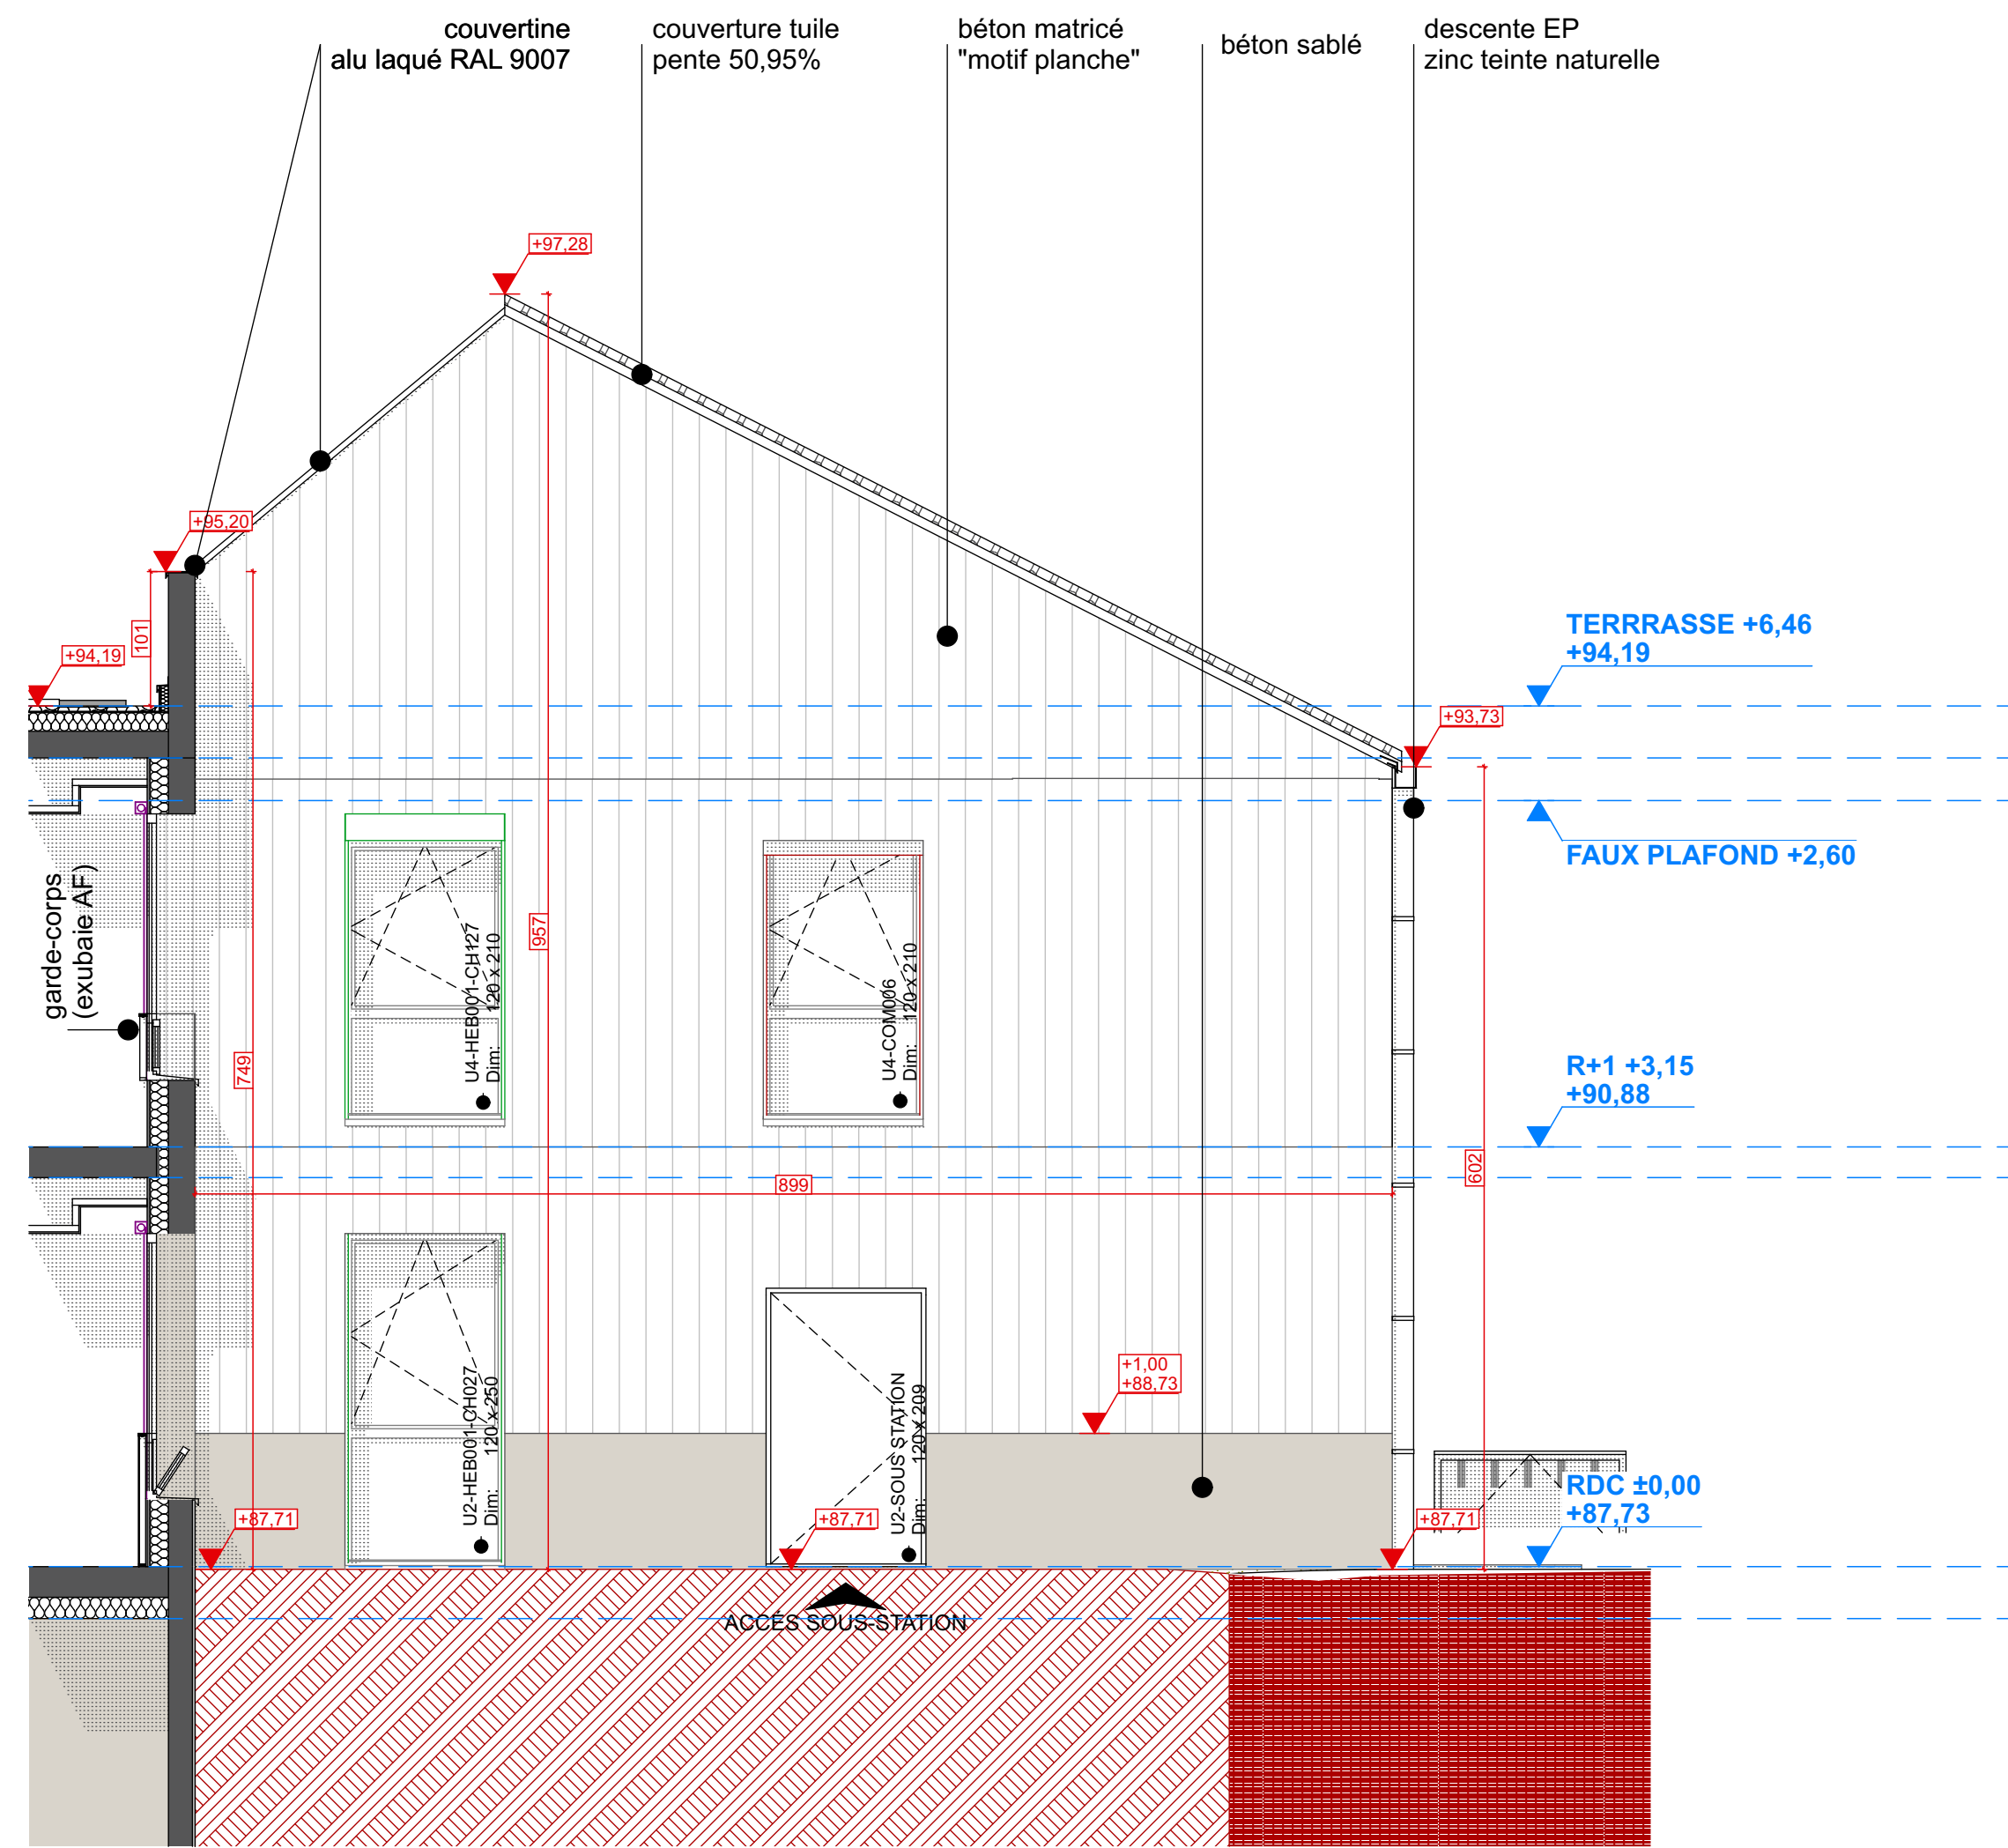 couvertine
alu laqué RAL 9007
couverture tuile
pente 50,95%
béton matricé
"motif planche"
béton sablé
descente EP
zinc teinte naturelle
+97,28
+95,20
101
+94,19
TERRRASSE +6,46
+94,19
+93,73
FAUX PLAFOND +2,60
garde-corps
(exubaie AF)
U4-HEB001-CH127
Dim: 120 x 210
957
U4-COM006
Dim: 120 x 210
749
R+1 +3,15
+90,88
602
899
U2-HEB001-CH027
Dim: 120 x 250
U2-SOUS STATION
Dim: 120 x 209
+1,00
+88,73
RDC ±0,00
+87,73
+87,71
+87,71
+87,71
ACCÉS SOUS-STATION